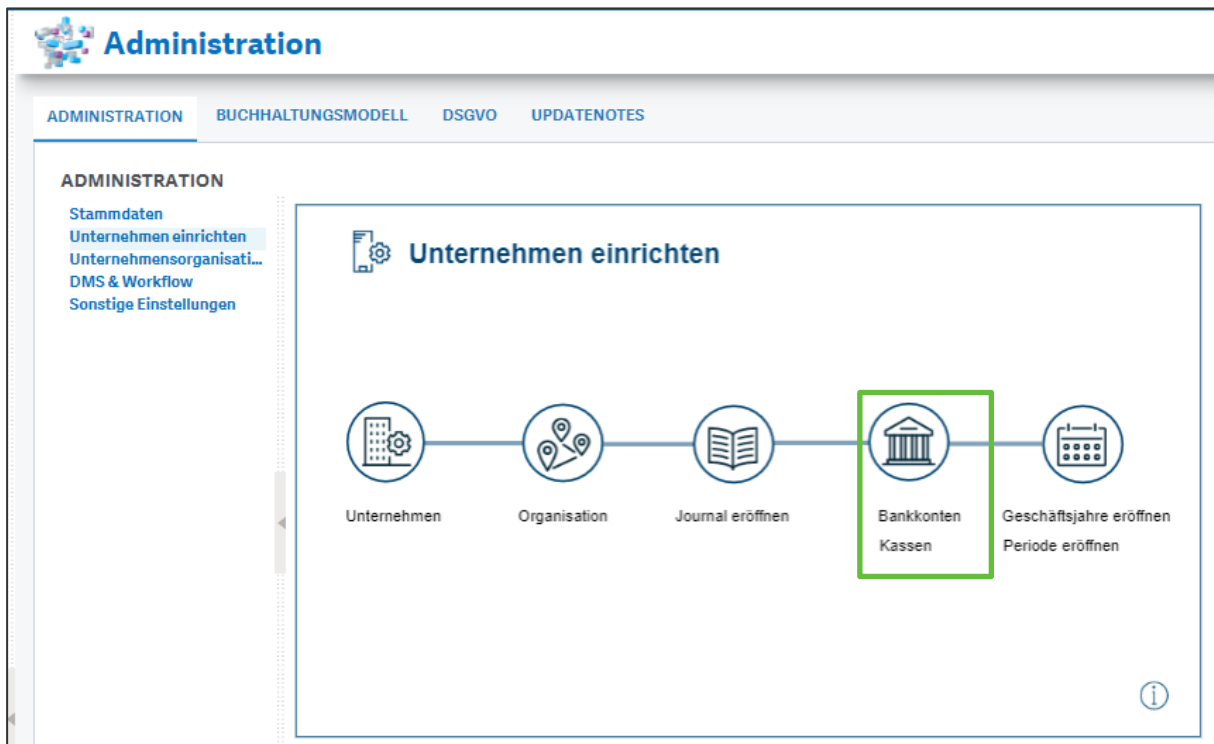 Administration
ADMINISTRATION BUCHHALTUNGSMODELL DSGVO UPDATENOTES
ADMINISTRATION
Stammdaten
Unternehmen einrichten
Unternehmensorganisati...
DMS & Workflow
Sonstige Einstellungen
Unternehmen einrichten
Unternehmen Organisation Journal eröffnen Bankkonten Geschäftsjahre eröffnen
Kassen Periode eröffnen